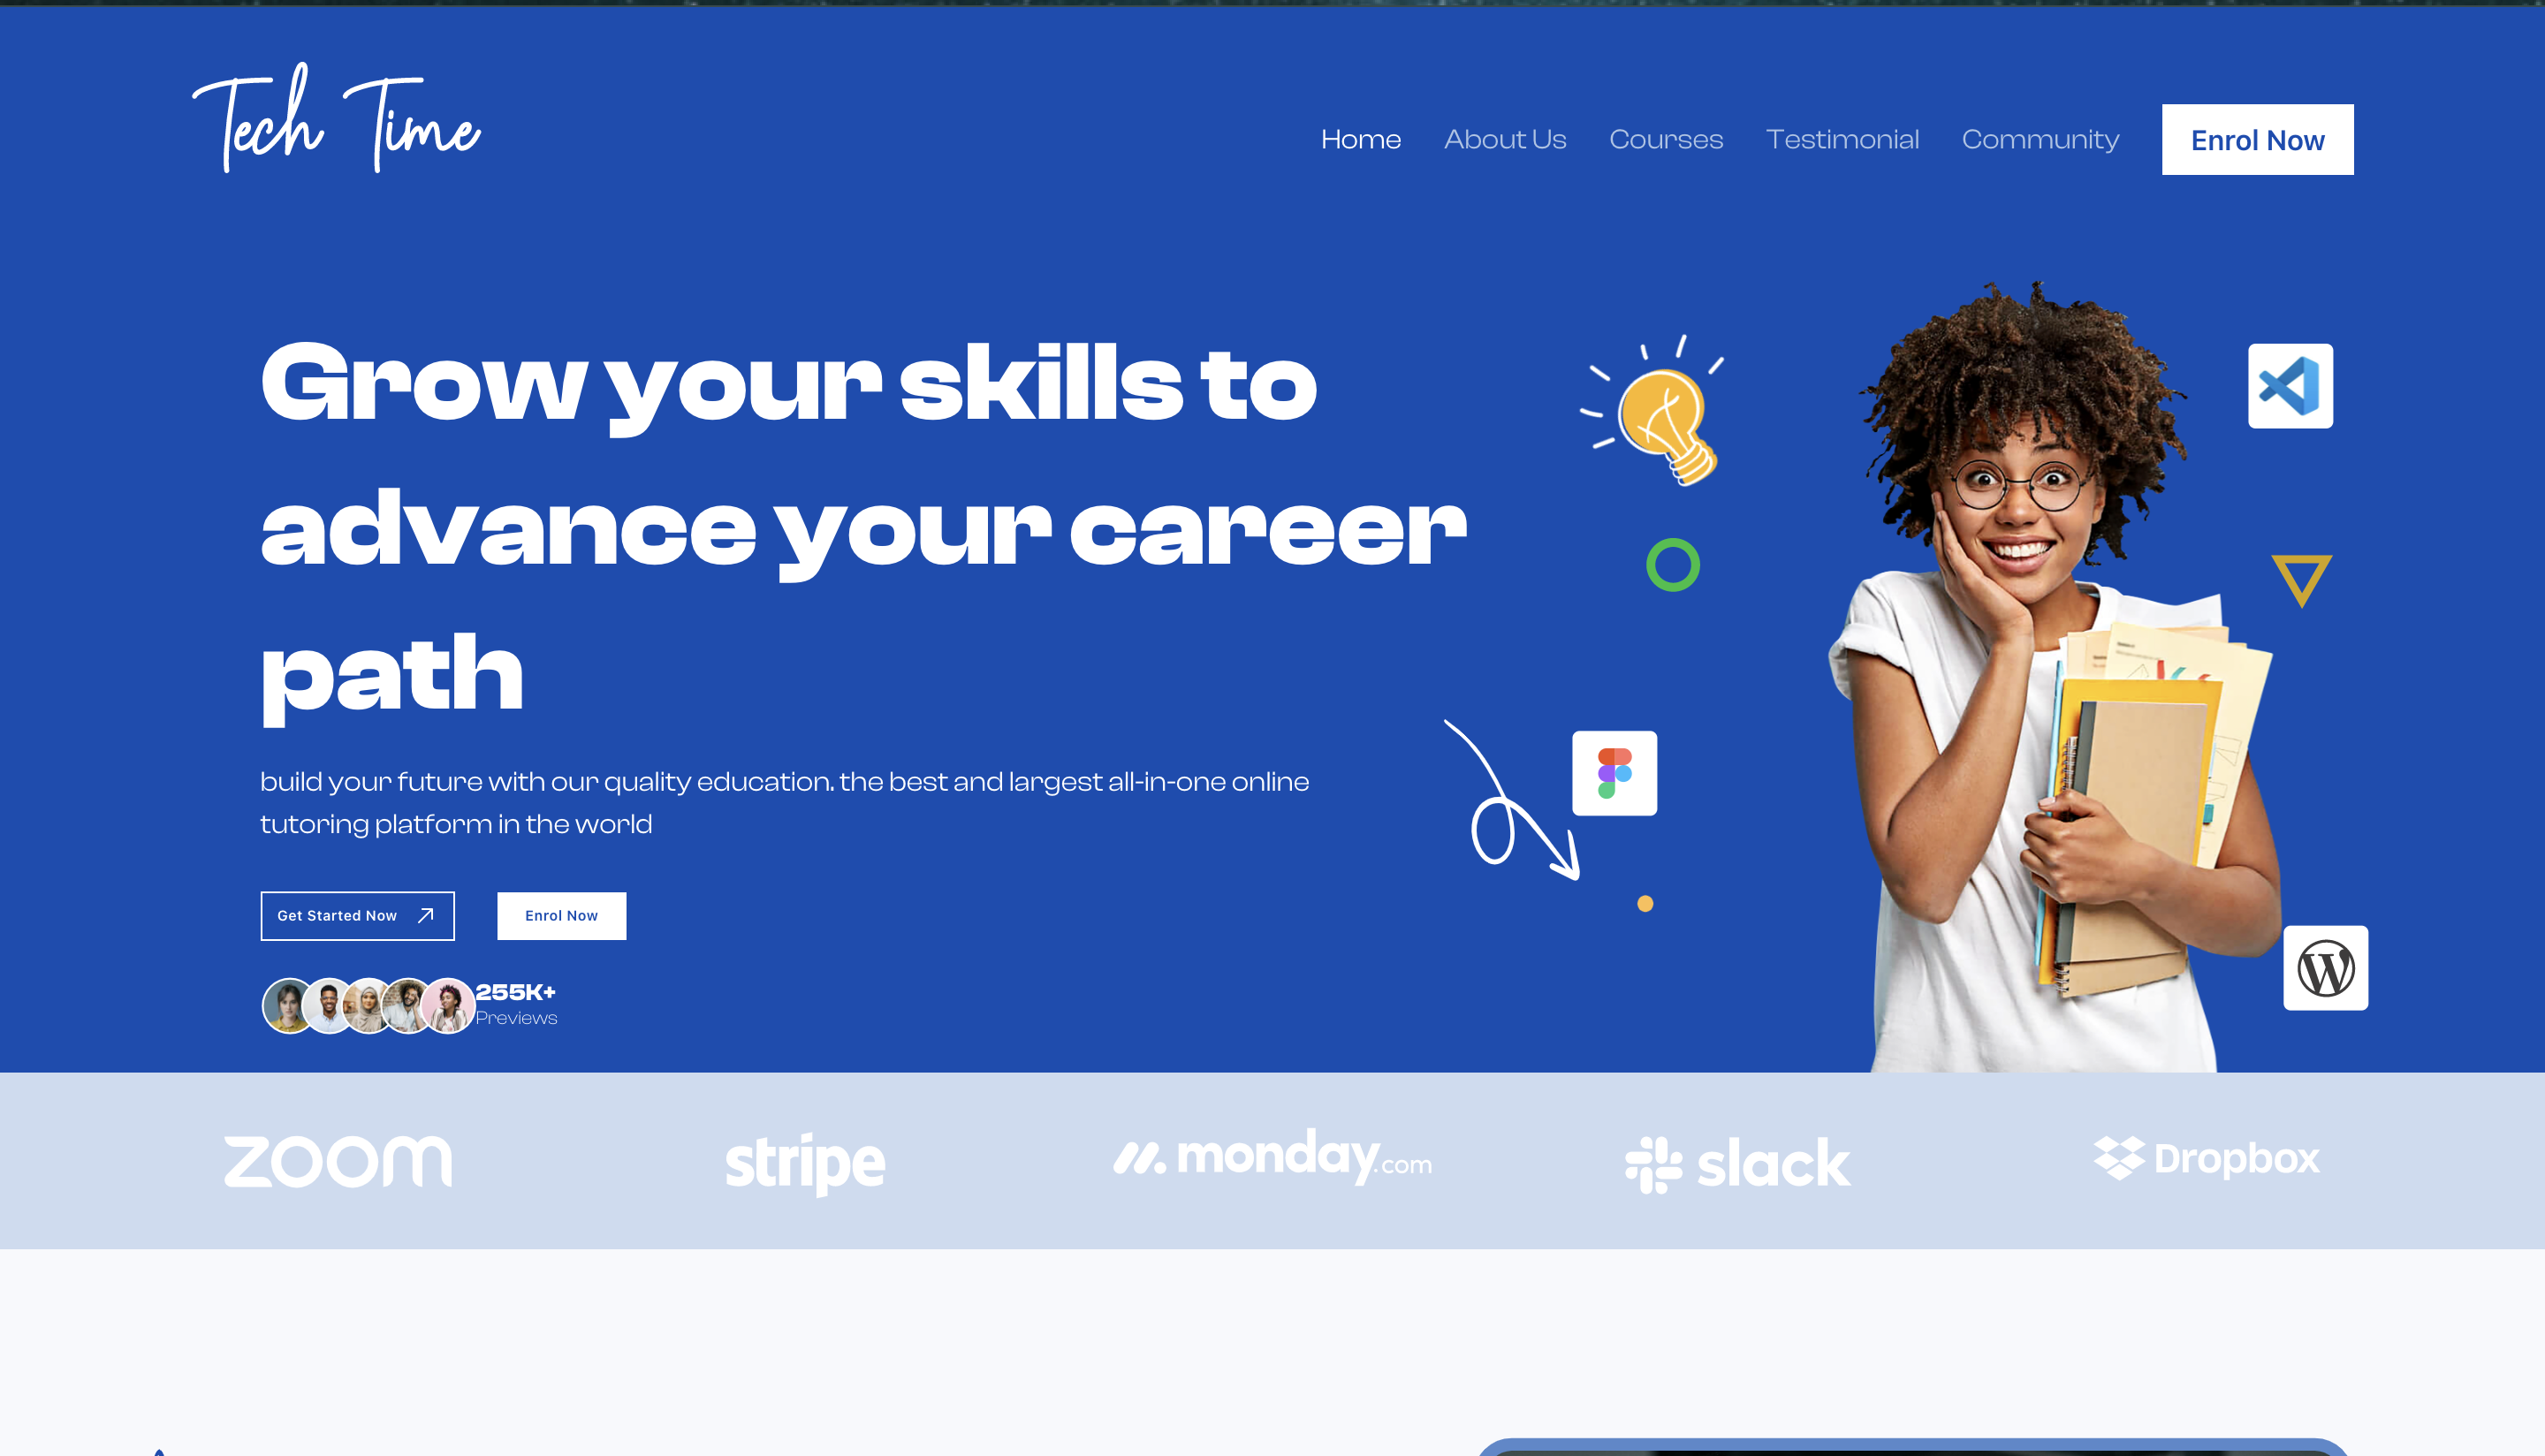 Tech Time
Home About Us Courses Testimonial Community Enrol Now
Grow your skills to
advance your career
path
build your future with our quality education. the best and largest all-in-one online
tutoring platform in the world
Get Started Now
Enrol Now
255K+
Previews
zoom
stripe
monday.com
slack
Dropbox